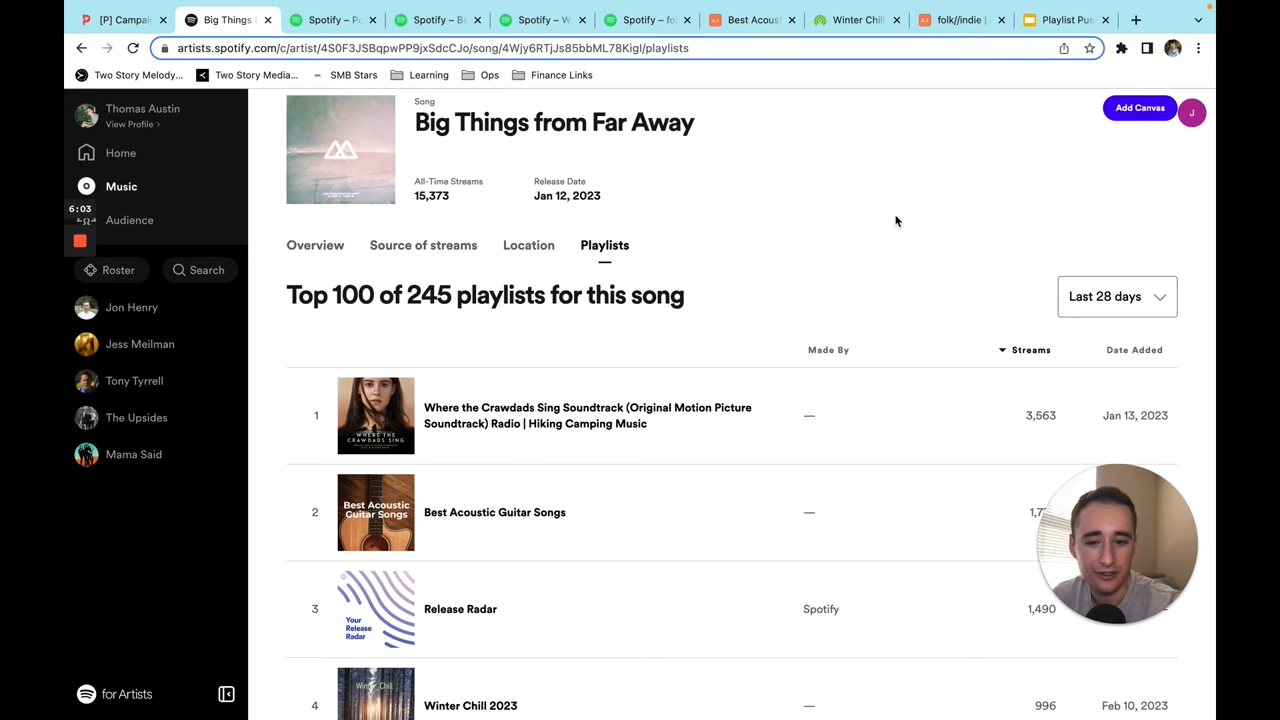 [P] Campai
Big Things f
Spotify – Po
Spotify – Be
Spotify – W
Spotify – fol
Best Acous
Winter Chill
folk//indie |
Playlist Pus
artists.spotify.com/c/artist/4S0F3JSBqpwPP9jxSdcCJo/song/4Wjy6RTjJs85bbML78KigI/playlists
Two Story Melody...
Two Story Media...
SMB Stars
Learning
Ops
Finance Links
Thomas Austin
View Profile >
Home
Music
6:03
Audience
Roster
Search
Jon Henry
Jess Meilman
Tony Tyrrell
The Upsides
Mama Said
for Artists
Song
Big Things from Far Away
Add Canvas
J
All-Time Streams
Release Date
15,373
Jan 12, 2023
Overview
Source of streams
Location
Playlists
Top 100 of 245 playlists for this song
Last 28 days
Made By
Streams
Date Added
1
WHERE THE
CRAWDADS SING
Where the Crawdads Sing Soundtrack (Original Motion Picture
Soundtrack) Radio | Hiking Camping Music
—
3,563
Jan 13, 2023
2
Best Acoustic
Guitar Songs
Best Acoustic Guitar Songs
—
3
Your
Release
Radar
Release Radar
Spotify
1,490
4
Winter Chill
Winter Chill 2023
—
996
Feb 10, 2023